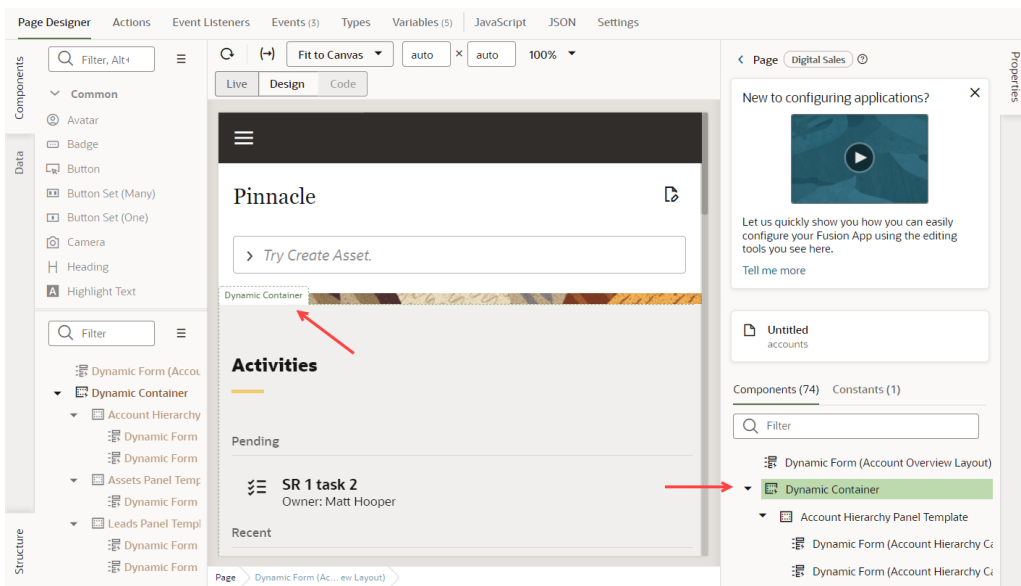 Page Designer Actions Event Listeners Events (3) Types Variables (5) JavaScript JSON Settings
Components
Data
Structure
Filter, Alt+
Common
Avatar
Badge
Button
Button Set (Many)
Button Set (One)
Camera
Heading
Highlight Text
Filter
Dynamic Form (Accou
Dynamic Container
Account Hierarchy
Dynamic Form
Dynamic Form
Assets Panel Temp
Dynamic Form
Leads Panel Templ
Dynamic Form
Dynamic Form
Fit to Canvas auto × auto 100%
Live Design Code
Pinnacle
Try Create Asset.
Dynamic Container
Activities
Pending
SR 1 task 2
Owner: Matt Hooper
Recent
Page Dynamic Form (Ac... ew Layout)
Page Digital Sales
Properties
New to configuring applications?
Let us quickly show you how you can easily
configure your Fusion App using the editing
tools you see here.
Tell me more
Untitled
accounts
Components (74) Constants (1)
Filter
Dynamic Form (Account Overview Layout)
Dynamic Container
Account Hierarchy Panel Template
Dynamic Form (Account Hierarchy Ca
Dynamic Form (Account Hierarchy Ca